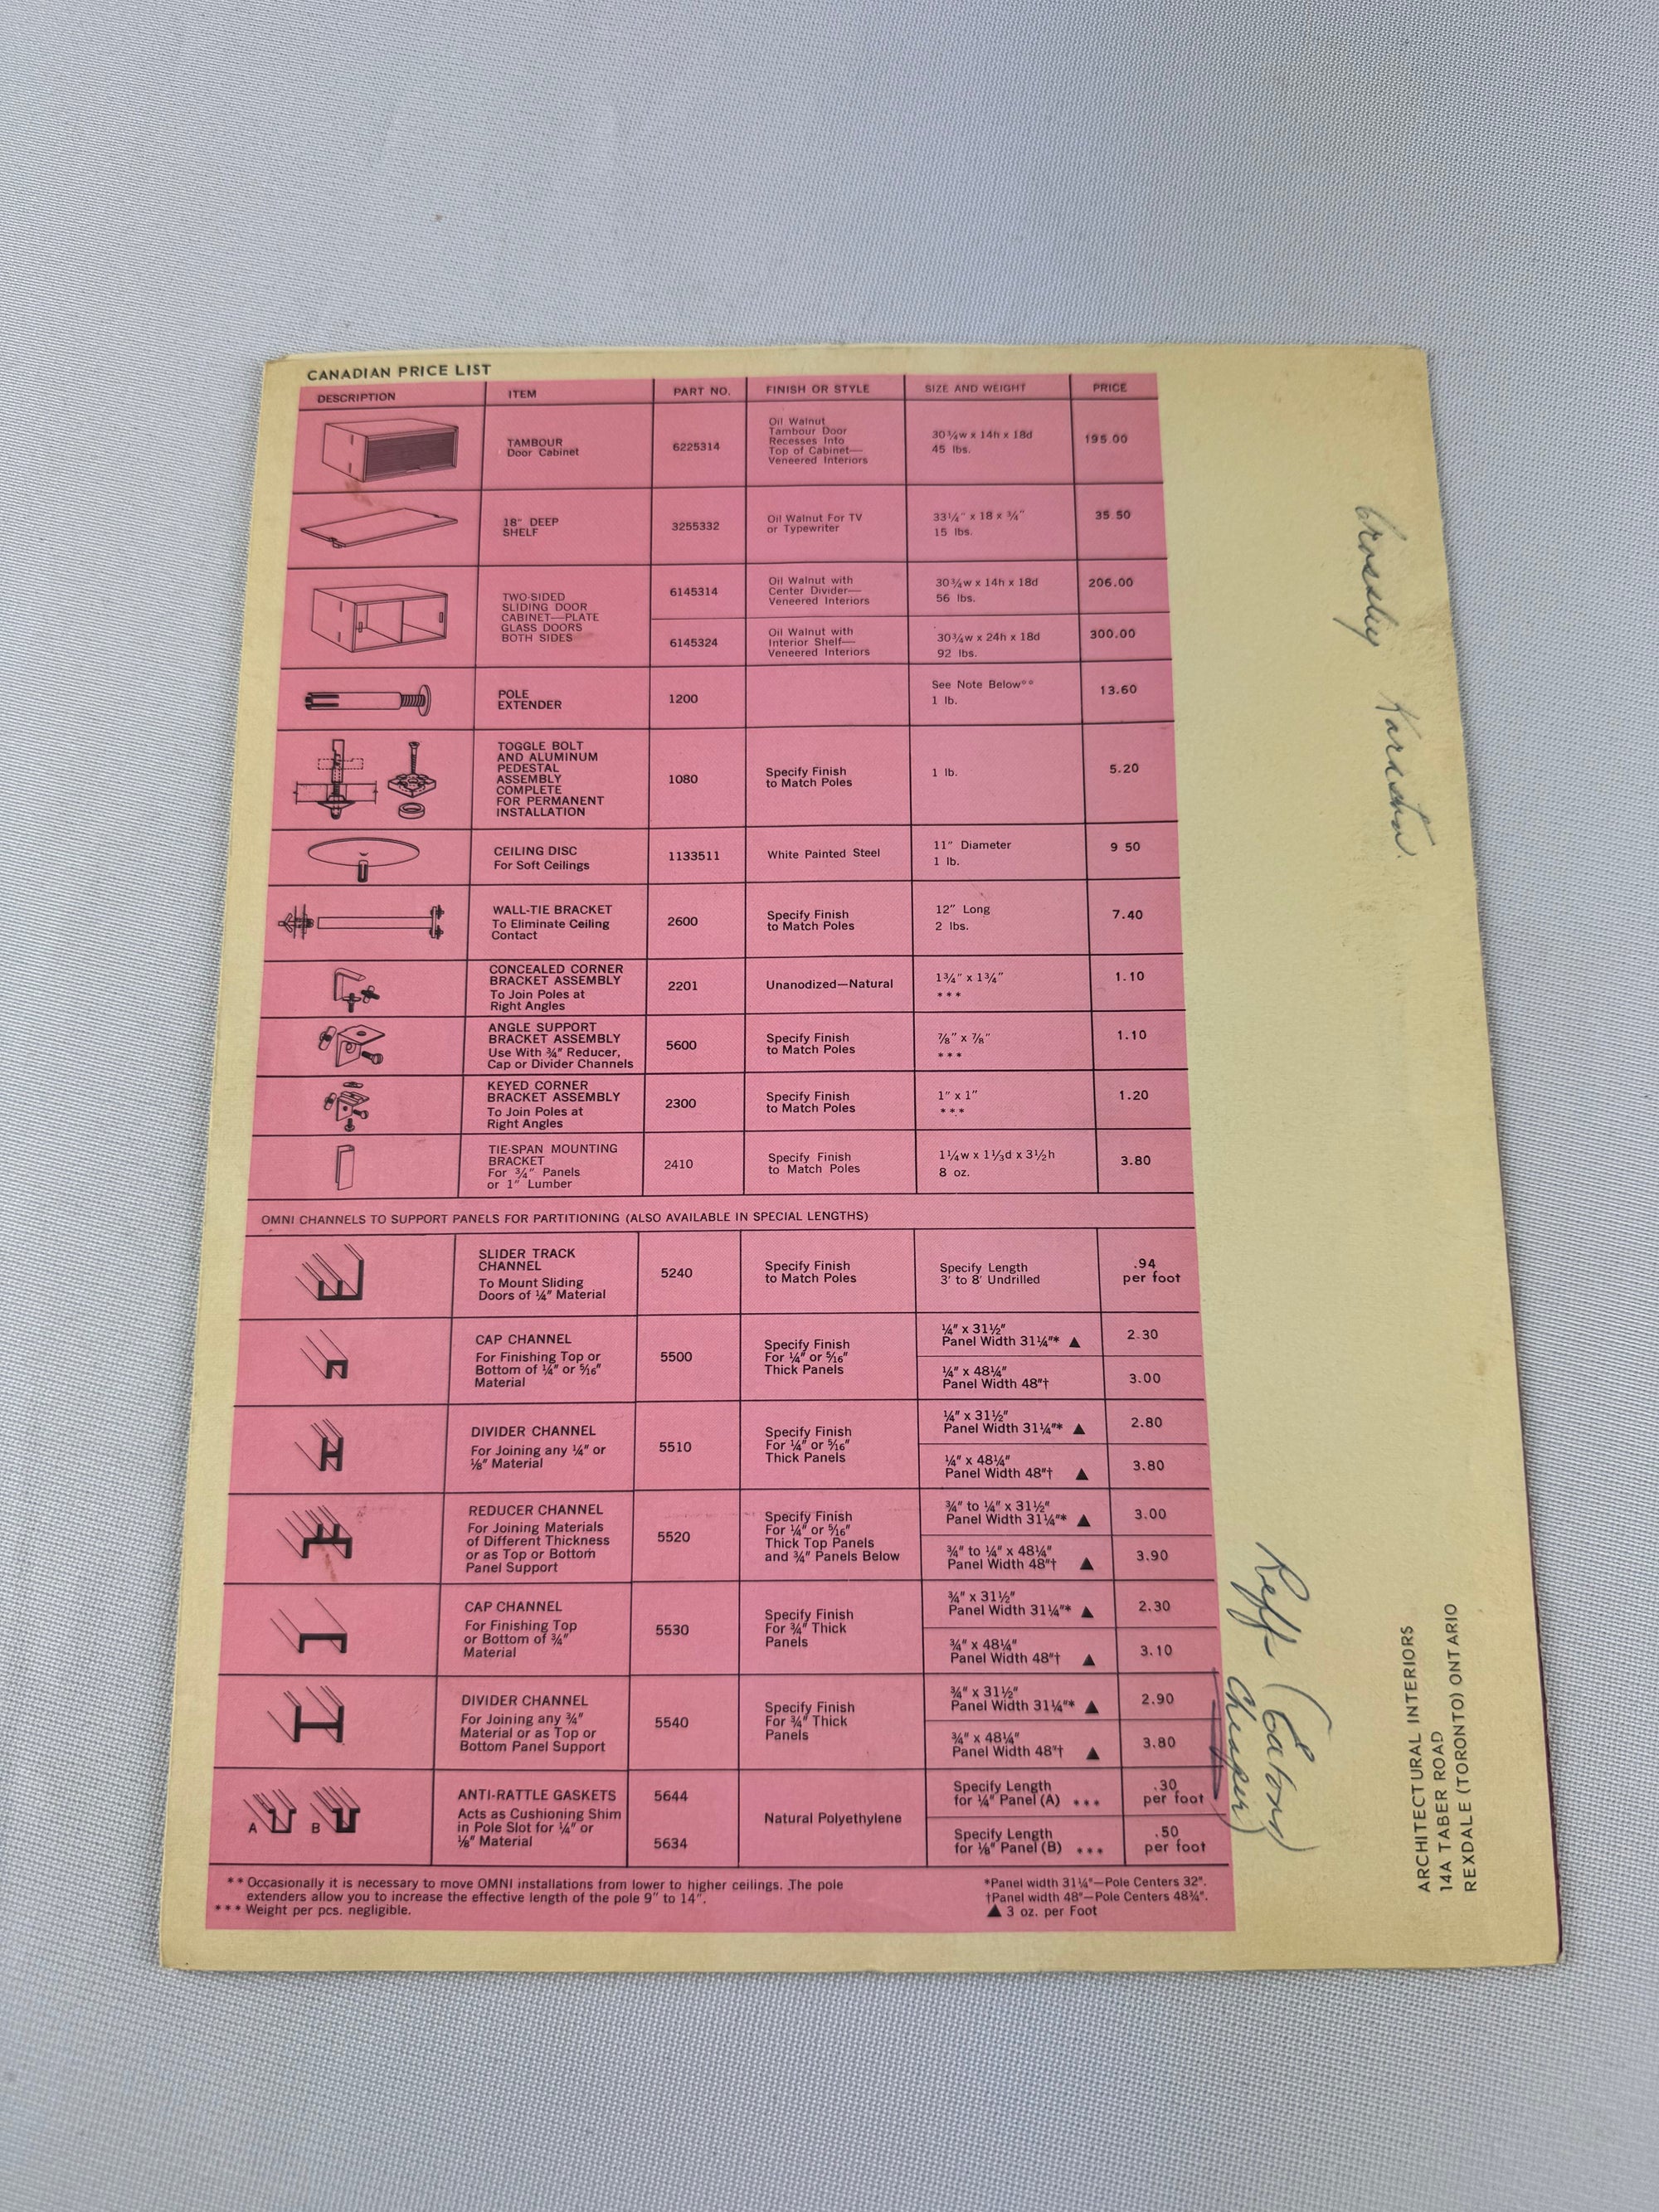 CANADIAN PRICE LIST
DESCRIPTION ITEM PART NO. FINISH OR STYLE SIZE AND WEIGHT PRICE
TAMBOUR
Door Cabinet
6225314
Oil Walnut
Tambour Door
Recesses Into
Top of Cabinet—
Veneered Interiors
30¾w x 14h x 18d
45 lbs.
195.00
18" DEEP
SHELF
3255332
Oil Walnut For TV
or Typewriter
33¼" x 18 x ¾"
15 lbs.
35.50
TWO-SIDED
SLIDING DOOR
CABINET—PLATE
GLASS DOORS
BOTH SIDES
6145314
Oil Walnut with
Center Divider—
Veneered Interiors
30¾w x 14h x 18d
56 lbs.
206.00
6145324
Oil Walnut with
Interior Shelf—
Veneered Interiors
30¾w x 24h x 18d
92 lbs.
300.00
POLE
EXTENDER
1200
See Note Below**
1 lb.
13.60
TOGGLE BOLT
AND ALUMINUM
PEDESTAL
ASSEMBLY
COMPLETE
FOR PERMANENT
INSTALLATION
1080
Specify Finish
to Match Poles
1 lb.
5.20
CEILING DISC
For Soft Ceilings
1133511
White Painted Steel
11" Diameter
1 lb.
9 50
WALL-TIE BRACKET
To Eliminate Ceiling
Contact
2600
Specify Finish
to Match Poles
12" Long
2 lbs.
7.40
CONCEALED CORNER
BRACKET ASSEMBLY
To Join Poles at
Right Angles
2201
Unanodized—Natural
1¾" x 1¾"
***
1.10
ANGLE SUPPORT
BRACKET ASSEMBLY
Use With ¾" Reducer,
Cap or Divider Channels
5600
Specify Finish
to Match Poles
⅞" x ⅞"
***
1.10
KEYED CORNER
BRACKET ASSEMBLY
To Join Poles at
Right Angles
2300
Specify Finish
to Match Poles
1" x 1"
***
1.20
TIE-SPAN MOUNTING
BRACKET
For ¾" Panels
or 1" Lumber
2410
Specify Finish
to Match Poles
1¼w x 1⅓d x 3½h
8 oz.
3.80
OMNI CHANNELS TO SUPPORT PANELS FOR PARTITIONING (ALSO AVAILABLE IN SPECIAL LENGTHS)
SLIDER TRACK
CHANNEL
To Mount Sliding
Doors of ¼" Material
5240
Specify Finish
to Match Poles
Specify Length
3' to 8' Undrilled
.94
per foot
CAP CHANNEL
For Finishing Top or
Bottom of ¼" or 5/16"
Material
5500
Specify Finish
For ¼" or 5/16"
Thick Panels
¼" x 31½"
Panel Width 31¼"* ▲
2.30
¼" x 48¼"
Panel Width 48"†
3.00
DIVIDER CHANNEL
For Joining any ¼" or
⅛" Material
5510
Specify Finish
For ¼" or 5/16"
Thick Panels
¼" x 31½"
Panel Width 31¼"* ▲
2.80
¼" x 48¼"
Panel Width 48"† ▲
3.80
REDUCER CHANNEL
For Joining Materials
of Different Thickness
or as Top or Bottom
Panel Support
5520
Specify Finish
For ¼" or 5/16"
Thick Top Panels
and ¾" Panels Below
¾" to ¼" x 31½"
Panel Width 31¼"* ▲
3.00
¾" to ¼" x 48¼"
Panel Width 48"† ▲
3.90
CAP CHANNEL
For Finishing Top
or Bottom of ¾"
Material
5530
Specify Finish
For ¾" Thick
Panels
¾" x 31½"
Panel Width 31¼"* ▲
2.30
¾" x 48¼"
Panel Width 48"† ▲
3.10
DIVIDER CHANNEL
For Joining any ¾"
Material or as Top or
Bottom Panel Support
5540
Specify Finish
For ¾" Thick
Panels
¾" x 31½"
Panel Width 31¼"* ▲
2.90
¾" x 48¼"
Panel Width 48"† ▲
3.80
A B
ANTI-RATTLE GASKETS
Acts as Cushioning Shim
in Pole Slot for ¼" or
⅛" Material
5644
5634
Natural Polyethylene
Specify Length
for ¼" Panel (A) ***
.30
per foot
Specify Length
for ⅛" Panel (B) ***
.50
per foot
** Occasionally it is necessary to move OMNI installations from lower to higher ceilings. The pole
extenders allow you to increase the effective length of the pole 9" to 14".
*** Weight per pcs. negligible.
*Panel width 31¼"—Pole Centers 32".
†Panel width 48"—Pole Centers 48¾".
▲ 3 oz. per Foot
Reff- (Eaton)
Cheaper)
ARCHITECTURAL INTERIORS
14A TABER ROAD
REXDALE (TORONTO) ONTARIO